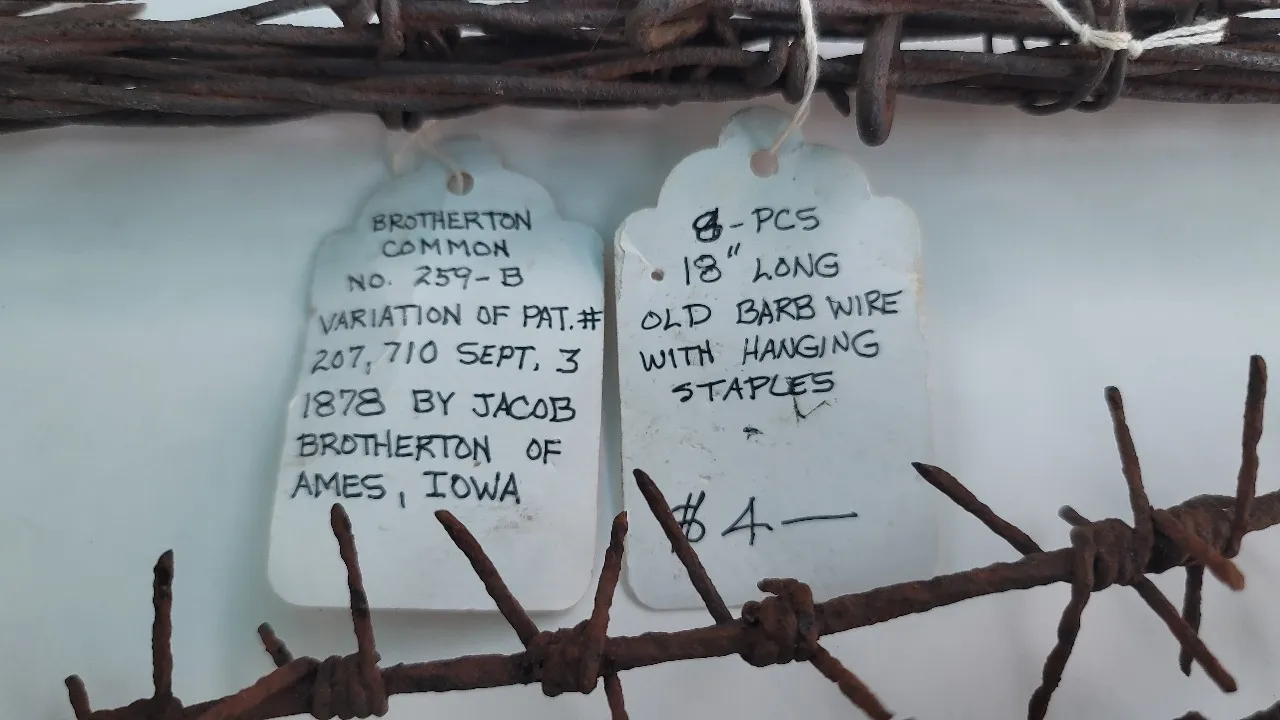 BROTHERTON
COMMON
NO. 259-B
VARIATION OF PAT.#
207,710 SEPT. 3
1878 BY JACOB
BROTHERTON OF
AMES, IOWA
-PCS
18" LONG
OLD BARB WIRE
WITH HANGING
STAPLES
$4—